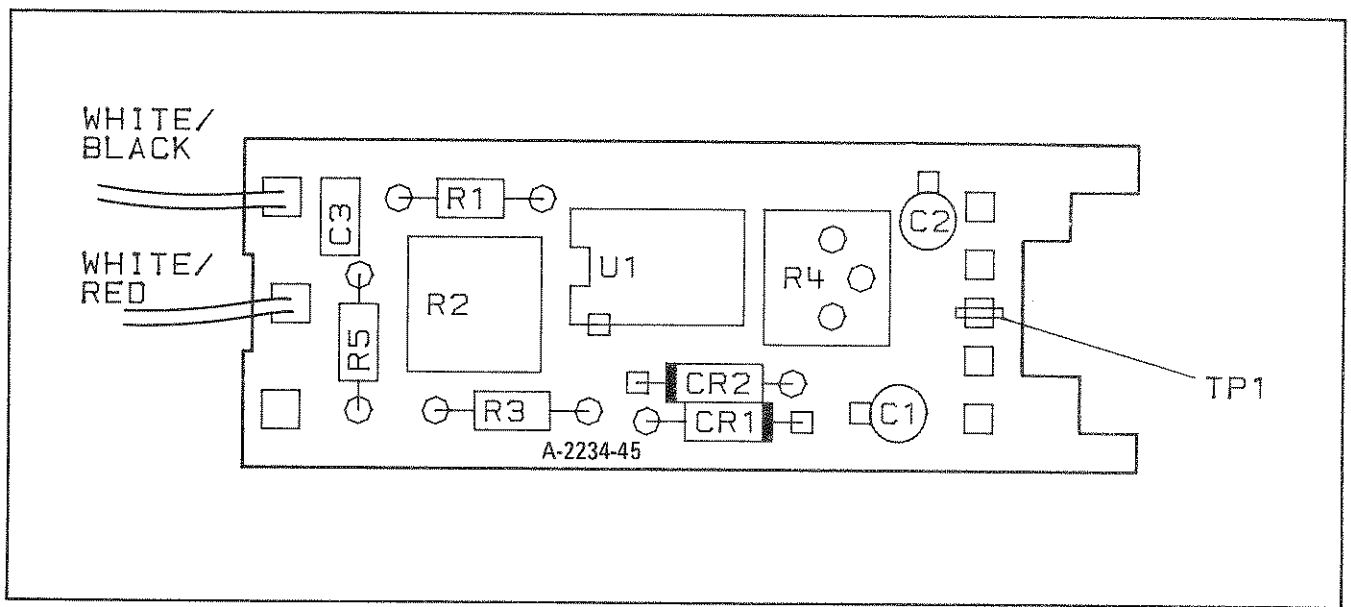 WHITE/
BLACK
WHITE/
RED
C3
R1
C2
U1
R4
R2
R5
CR2
TP1
R3
CR1
C1
A-2234-45